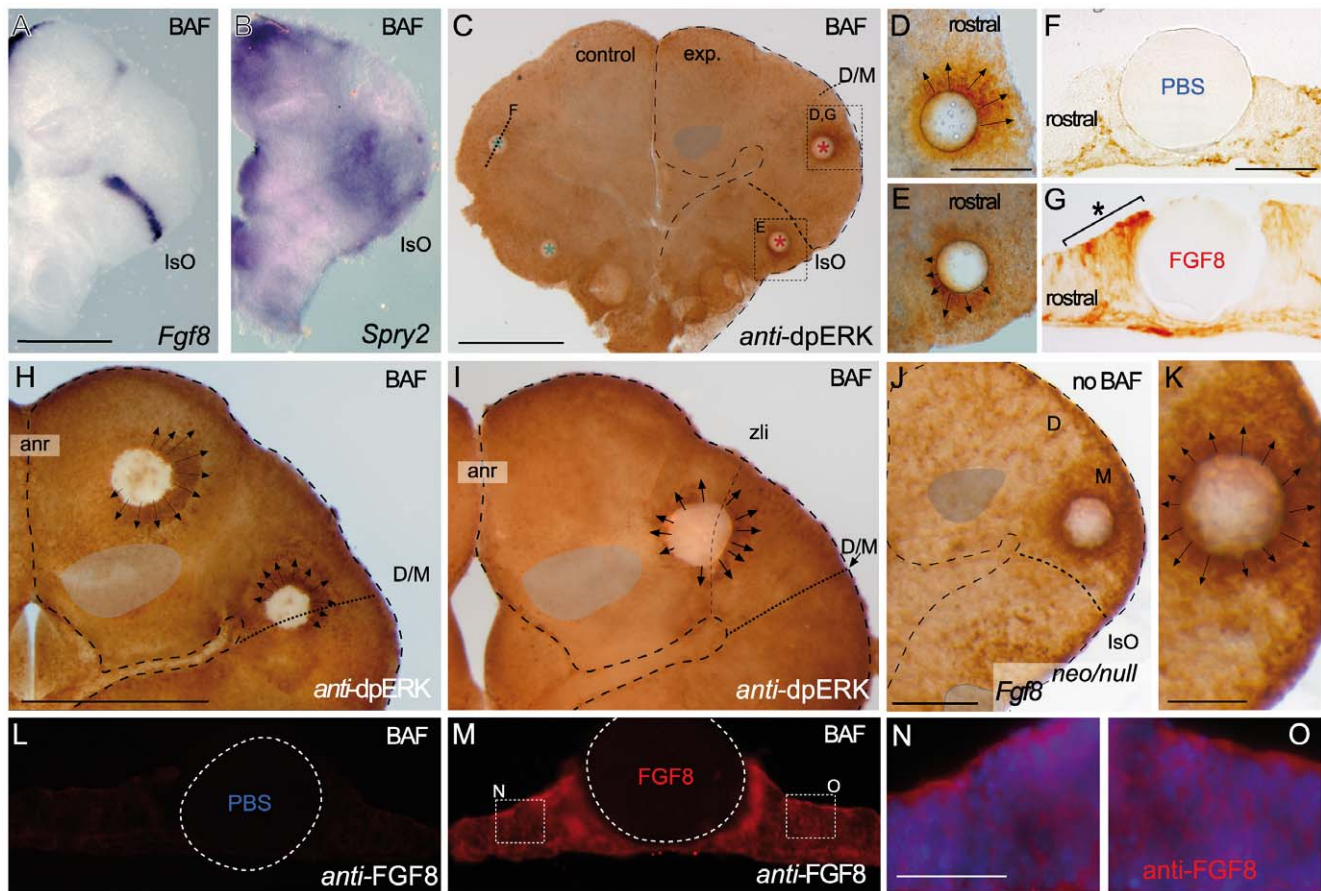 A
BAF
IsO
Fgf8
B
BAF
IsO
Spry2
C
BAF
control
exp.
D/M
F
D,G
*
*
*
*
E
IsO
anti-dpERK
D
rostral
E
rostral
F
PBS
rostral
G
*
FGF8
rostral
H
BAF
anr
D/M
anti-dpERK
I
BAF
anr
zli
D/M
anti-dpERK
J
no BAF
D
M
IsO
Fgf8 neo/null
K
L
BAF
PBS
anti-FGF8
M
BAF
FGF8
N
O
anti-FGF8
N
O
anti-FGF8